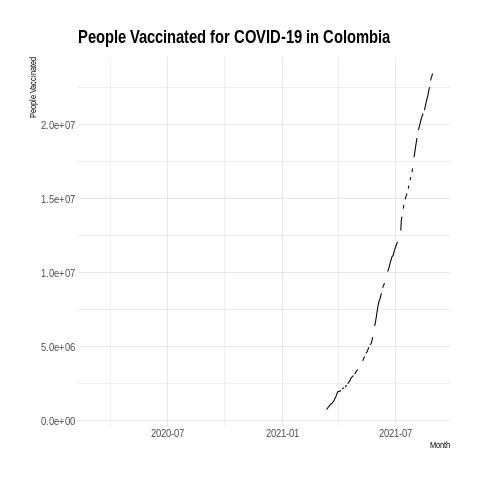 People Vaccinated for COVID-19 in Colombia
People Vaccinated
2.0e+07
1.5e+07
1.0e+07
5.0e+06
0.0e+00
2020-07 2021-01 2021-07
Month